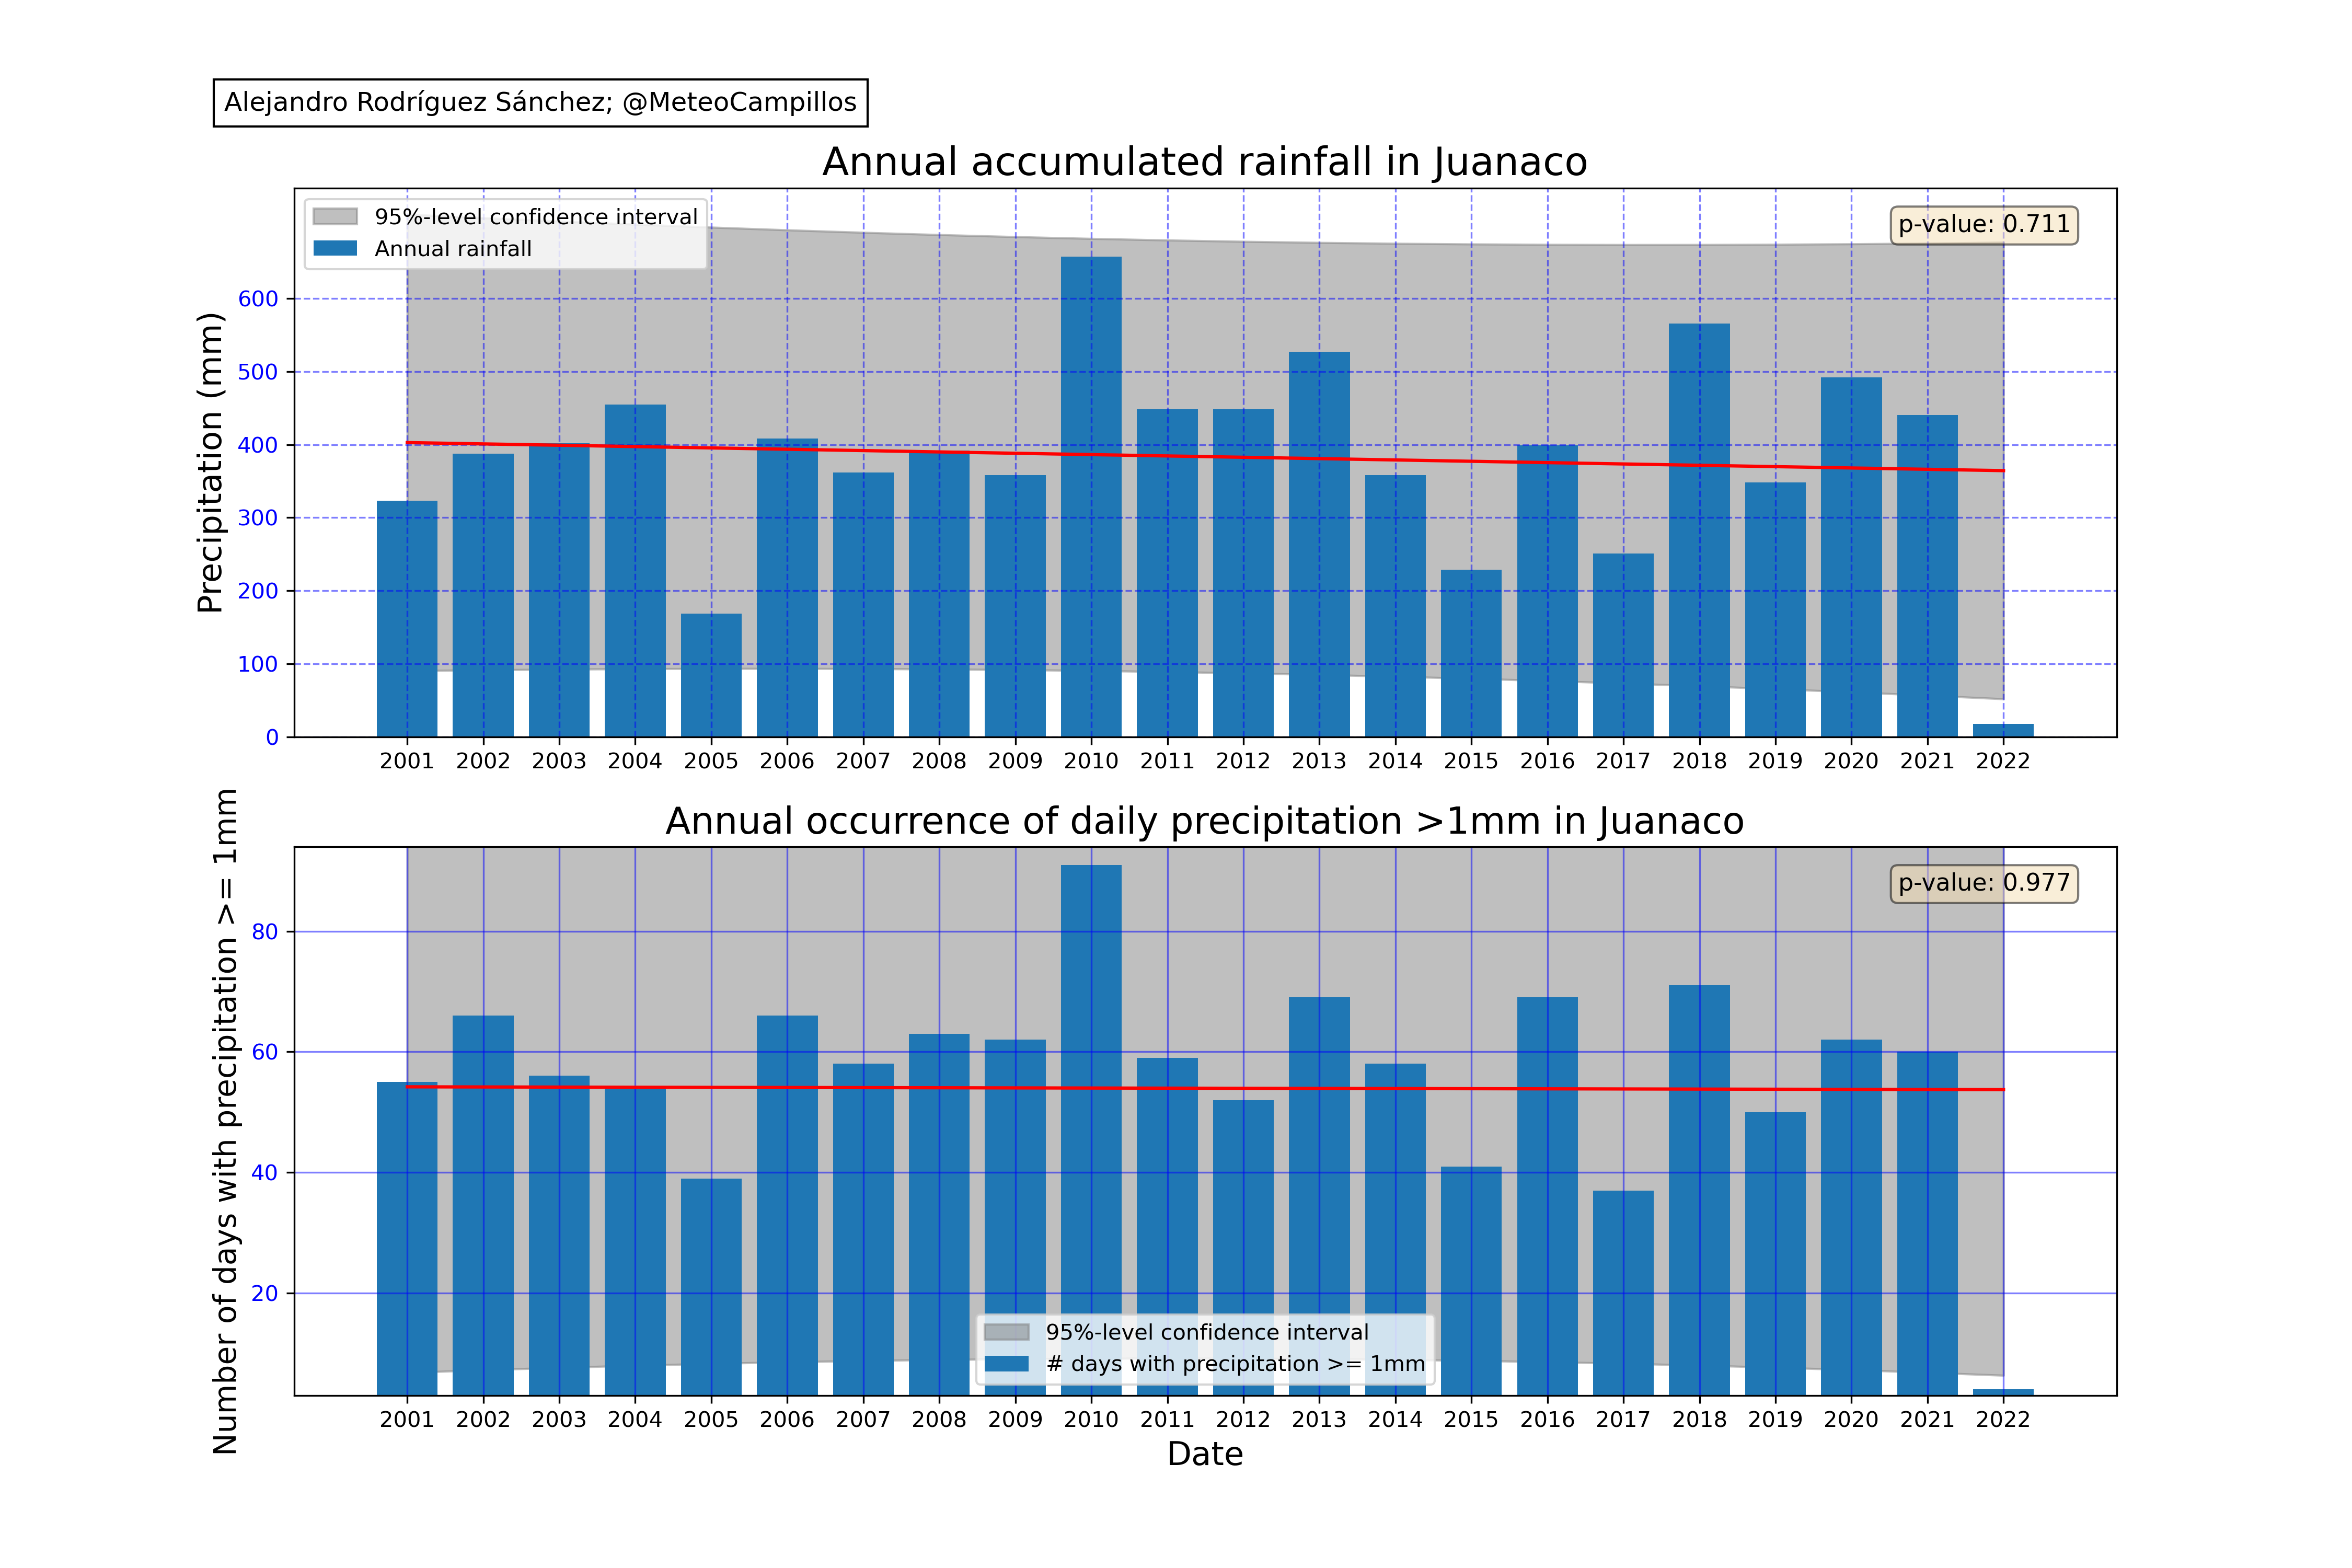 Alejandro Rodríguez Sánchez; @MeteoCampillos
Annual accumulated rainfall in Juanaco
95%-level confidence interval
Annual rainfall
p-value: 0.711
Precipitation (mm)
600
500
400
300
200
100
0
2001 2002 2003 2004 2005 2006 2007 2008 2009 2010 2011 2012 2013 2014 2015 2016 2017 2018 2019 2020 2021 2022
Annual occurrence of daily precipitation >1mm in Juanaco
p-value: 0.977
Number of days with precipitation >= 1mm
80
60
40
20
95%-level confidence interval
# days with precipitation >= 1mm
2001 2002 2003 2004 2005 2006 2007 2008 2009 2010 2011 2012 2013 2014 2015 2016 2017 2018 2019 2020 2021 2022
Date